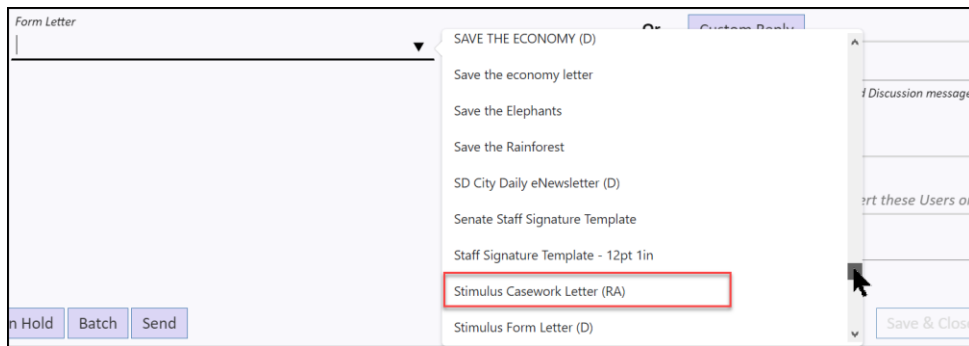 Form Letter
Or
Custom Reply
SAVE THE ECONOMY (D)
Save the economy letter
d Discussion message
Save the Elephants
Save the Rainforest
SD City Daily eNewsletter (D)
ert these Users o
Senate Staff Signature Template
Staff Signature Template - 12pt 1in
Stimulus Casework Letter (RA)
n Hold
Batch
Send
Stimulus Form Letter (D)
Save & Close